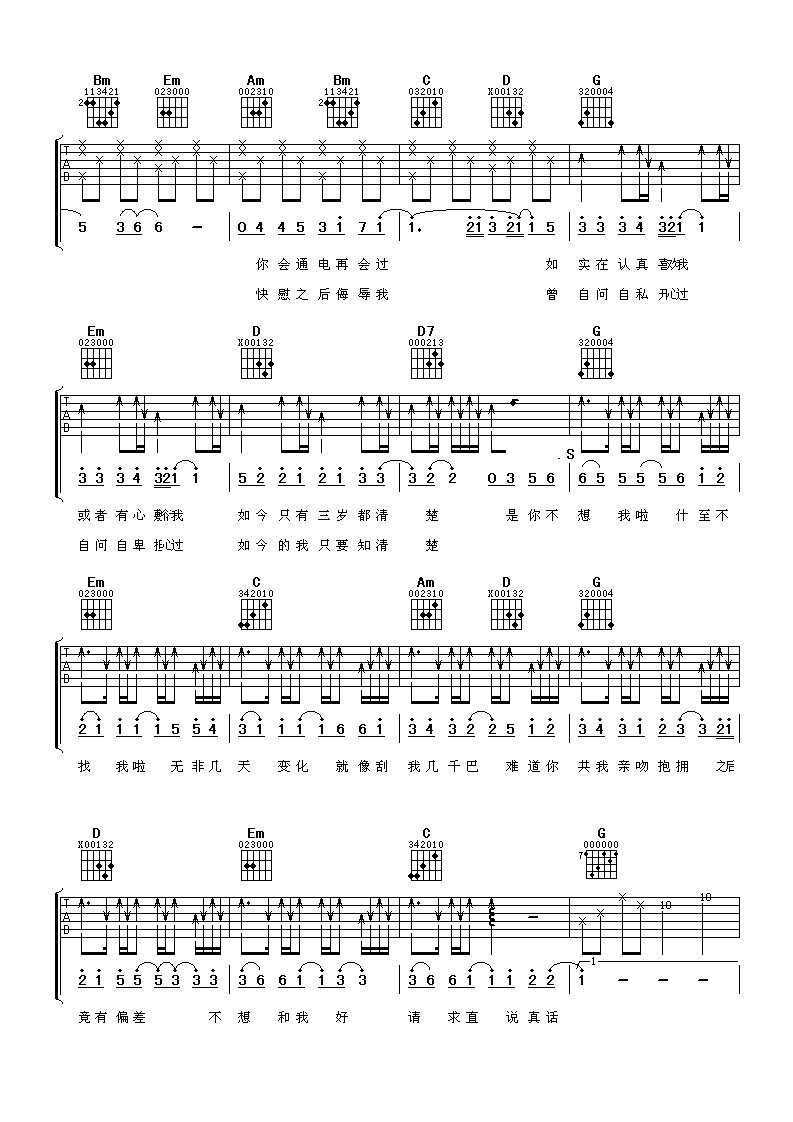 Bm Em Am Bm C D G
113421 023000 002310 113421 032010 X00132 320004
2 2
T A B
5 3 6 6 - 0 4 4 5 3 1 7 1 1. 2 1 3 2 1 1 5 3 3 3 4 3 2 1 1
你会通电再会过 如 实在认真 我
快慰之后侮辱我 曾 自问自私 过
Em D D7 G
023000 X00132 000213 320004
.S
3 3 3 4 3 2 1 1 5 2 2 1 2 1 3 3 3 2 2 0 3 5 6 6 5 5 5 5 6 1 2
或者有心 我 如今只有三岁都清 楚 是你不 想 我啦 什至不
自问自卑 过 如今的我只要知清 楚
Em C Am D G
023000 342010 002310 X00132 320004
T A B
2 1 1 1 1 5 5 4 3 1 1 1 1 6 6 1 3 4 3 2 2 5 1 2 3 4 3 1 2 3 3 2 1
找 我啦 无非几 天 变化 就像刮 我几千巴 难道你 共我亲吻抱拥 之后
D Em C G
X00132 023000 342010 000000
7
10 10
-
1
2 1 5 5 5 3 3 3 3 6 6 1 3 3 3 6 6 1 1 1 2 2 1 - - -
竟有偏差 不 想 和我 好 请 求直 说真话